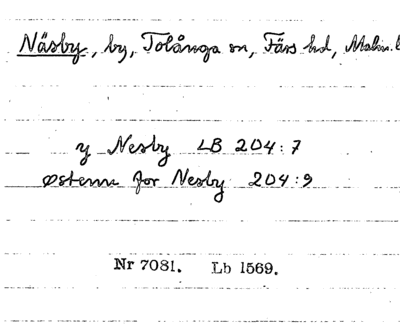 Näsby, by, Tolånga sn, Färs hd, Malm. l
y Nesby LB 204:7
østenn for Nesby 204:9
Nr 7081. Lb 1569.